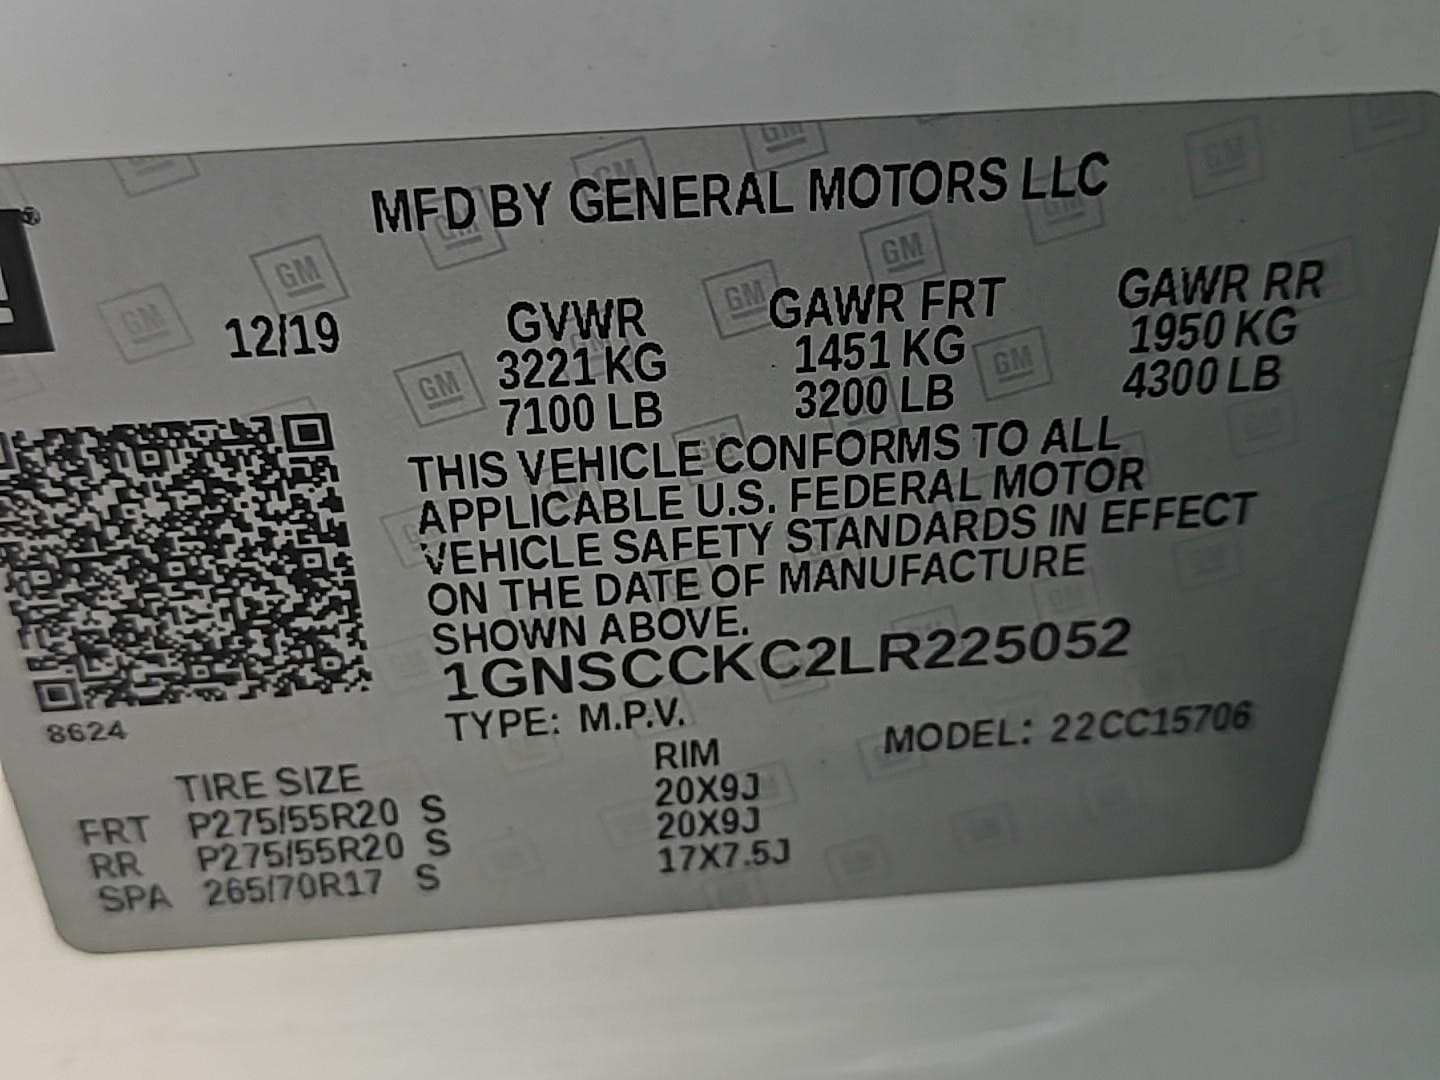 MFD BY GENERAL MOTORS LLC
12/19
GVWR GAWR FRT GAWR RR
3221 KG 1451 KG 1950 KG
7100 LB 3200 LB 4300 LB
THIS VEHICLE CONFORMS TO ALL
APPLICABLE U.S. FEDERAL MOTOR
VEHICLE SAFETY STANDARDS IN EFFECT
ON THE DATE OF MANUFACTURE
SHOWN ABOVE.
1GNSCCKC2LR225052
8624
TYPE: M.P.V. MODEL: 22CC15706
TIRE SIZE RIM
FRT P275/55R20 S 20X9J
RR P275/55R20 S 20X9J
SPA 265/70R17 S 17X7.5J